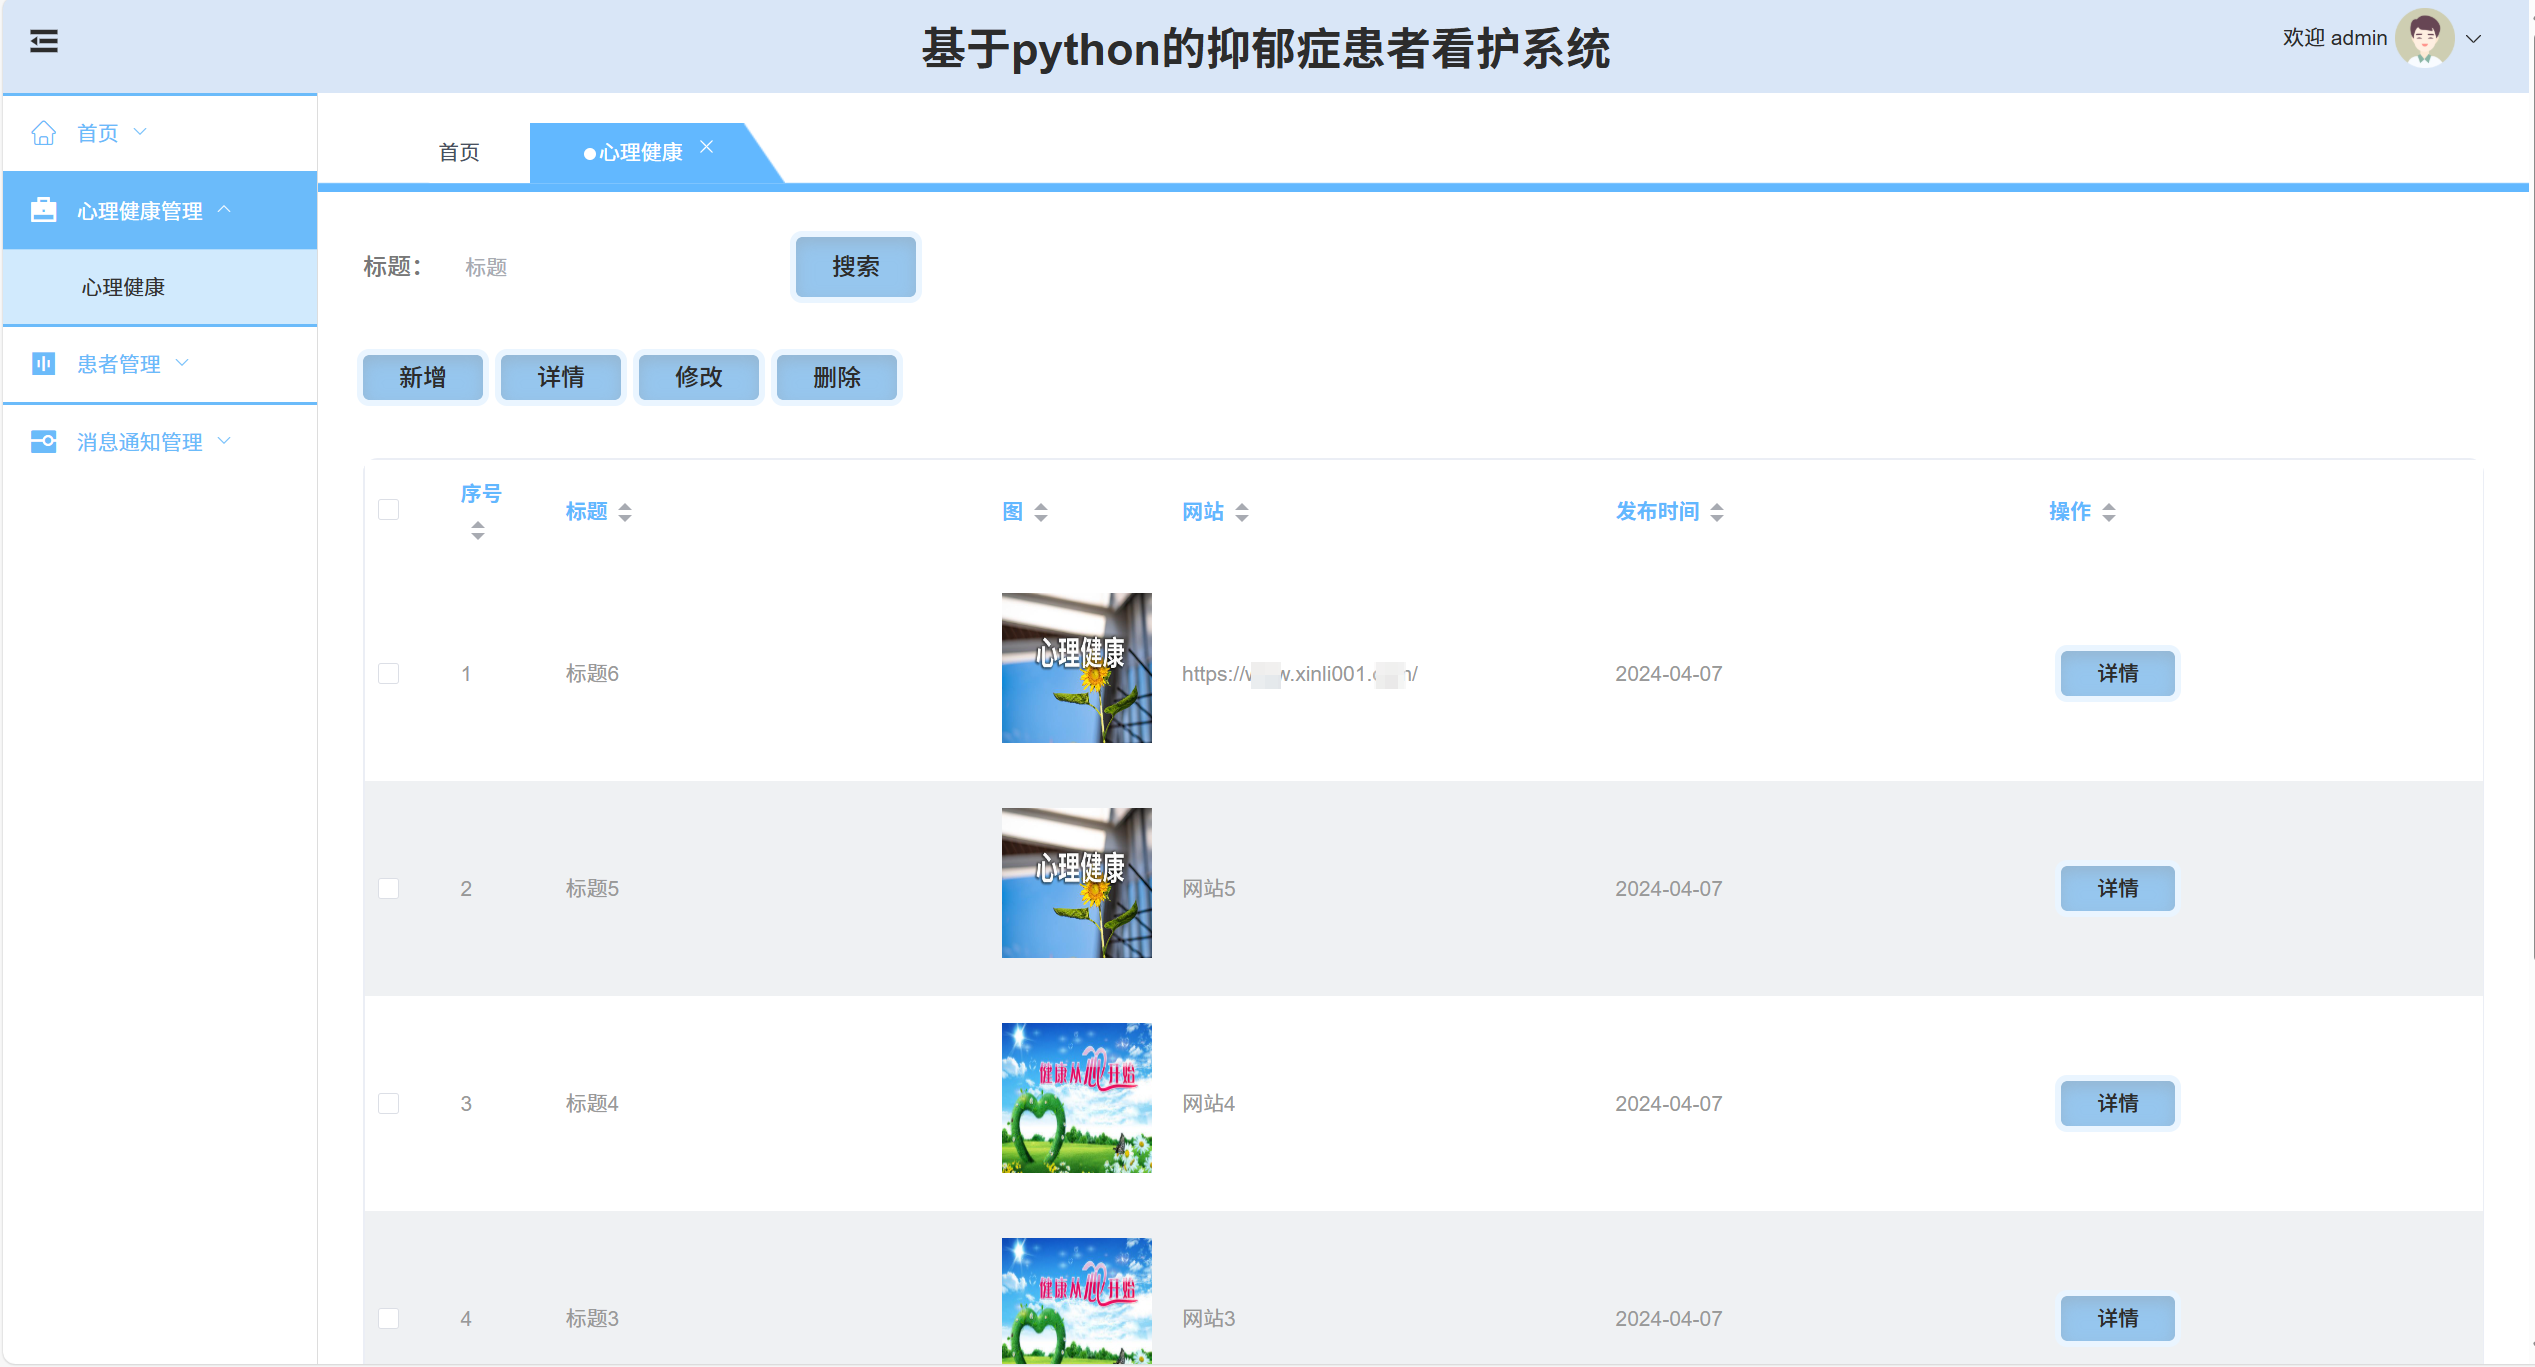 基于python的抑郁症患者看护系统
欢迎 admin
首页
心理健康管理
心理健康
患者管理
消息通知管理
首页
心理健康
标题：
标题
搜索
新增
详情
修改
删除
序号
标题
图
网站
发布时间
操作
1
标题6
心理健康
https://w w.xinli001. /
2024-04-07
详情
2
标题5
心理健康
网站5
2024-04-07
详情
3
标题4
健康从心开始
网站4
2024-04-07
详情
4
标题3
健康从心开始
网站3
2024-04-07
详情